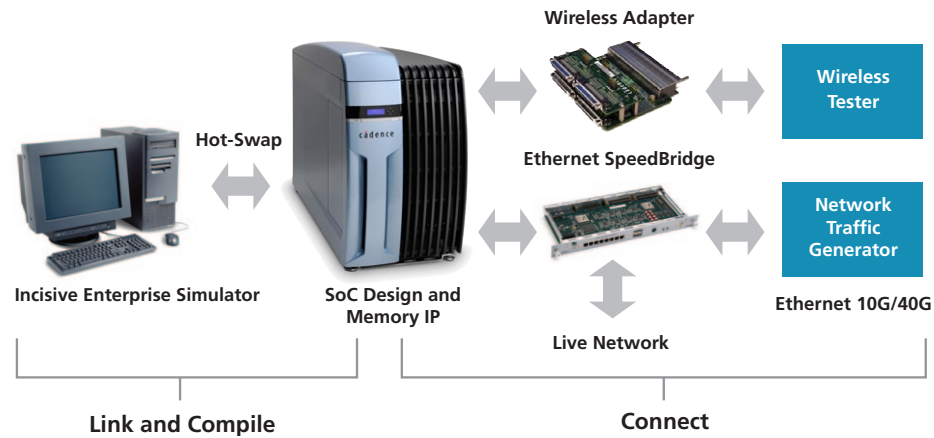 Wireless Adapter
Wireless
Tester
cādence
Hot-Swap
Ethernet SpeedBridge
Network
Traffic
Generator
Incisive Enterprise Simulator
SoC Design and
Memory IP
Ethernet 10G/40G
Live Network
Link and Compile
Connect